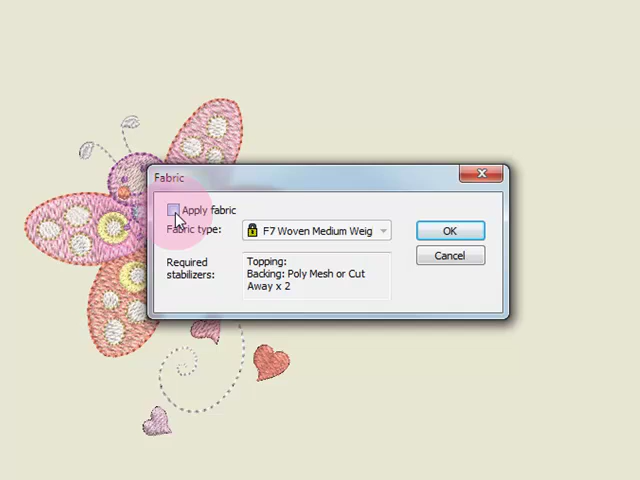 Fabric
Apply fabric
Fabric type:
F7 Woven Medium Weig
OK
Required
stabilizers:
Topping:
Backing: Poly Mesh or Cut
Away x 2
Cancel